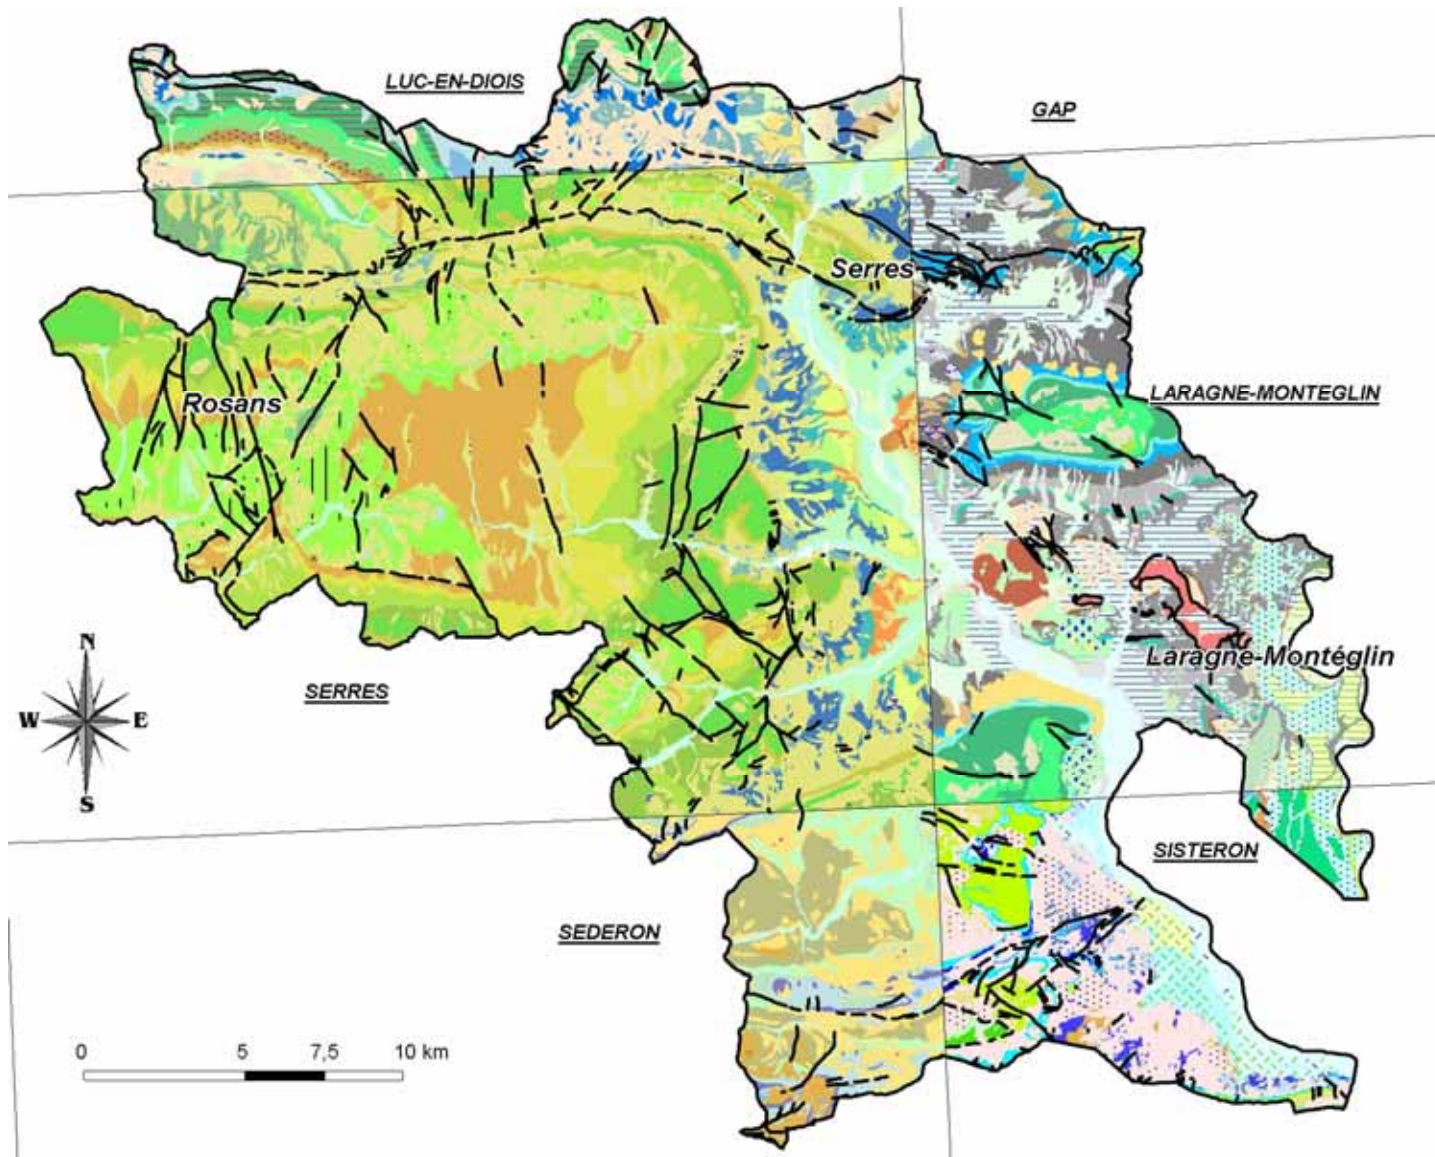 LUC-EN-DIOIS
GAP
Serres
LARAGNE-MONTEGLIN
Rosans
N
W E
S
SERRES
Laragne-Montéglin
SISTERON
SEDERON
0 5 7,5 10 km